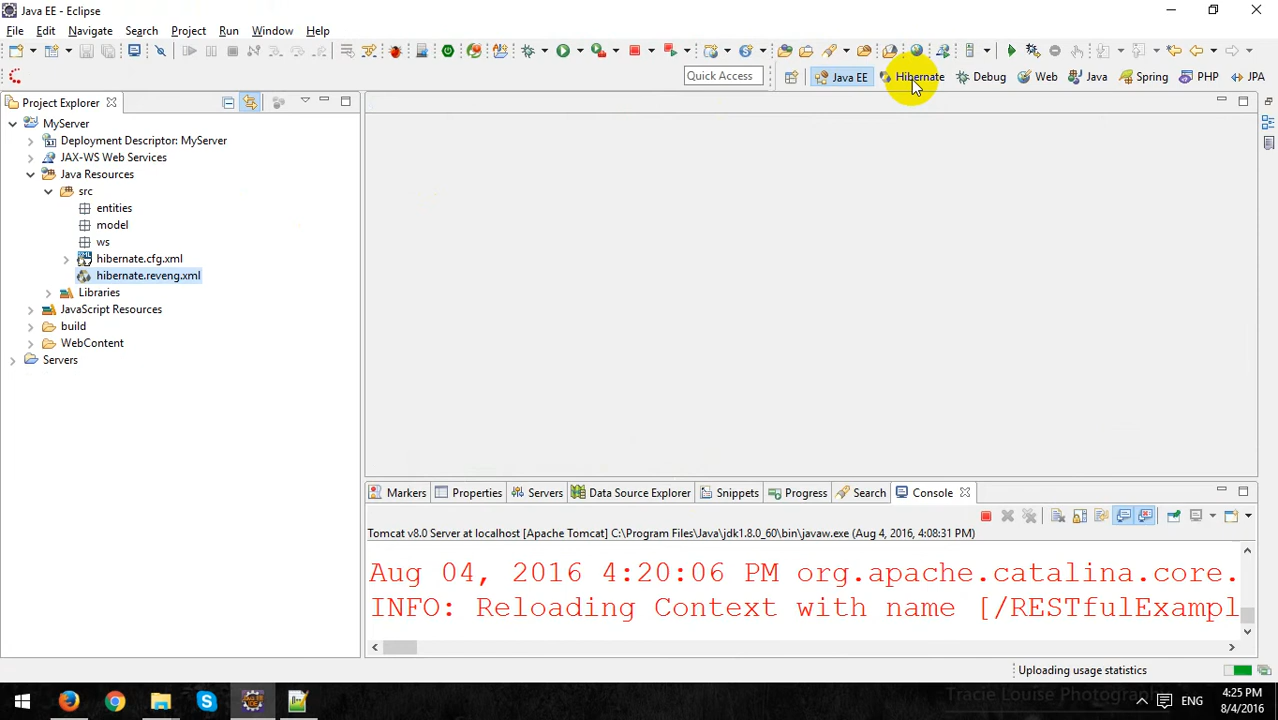 Java EE - Eclipse
File Edit Navigate Search Project Run Window Help
Quick Access Java EE Hibernate Debug Web Java Spring PHP JPA
Project Explorer
MyServer
Deployment Descriptor: MyServer
JAX-WS Web Services
Java Resources
src
entities
model
ws
hibernate.cfg.xml
hibernate.reveng.xml
Libraries
JavaScript Resources
build
WebContent
Servers
Markers Properties Servers Data Source Explorer Snippets Progress Search Console
Tomcat v8.0 Server at localhost [Apache Tomcat] C:\Program Files\Java\jdk1.8.0_60\bin\javaw.exe (Aug 4, 2016, 4:08:31 PM)
Aug 04, 2016 4:20:06 PM org.apache.catalina.core.
INFO: Reloading Context with name [/RESTfulExampl
Uploading usage statistics
Tracie Louise Photography
ENG
4:25 PM
8/4/2016